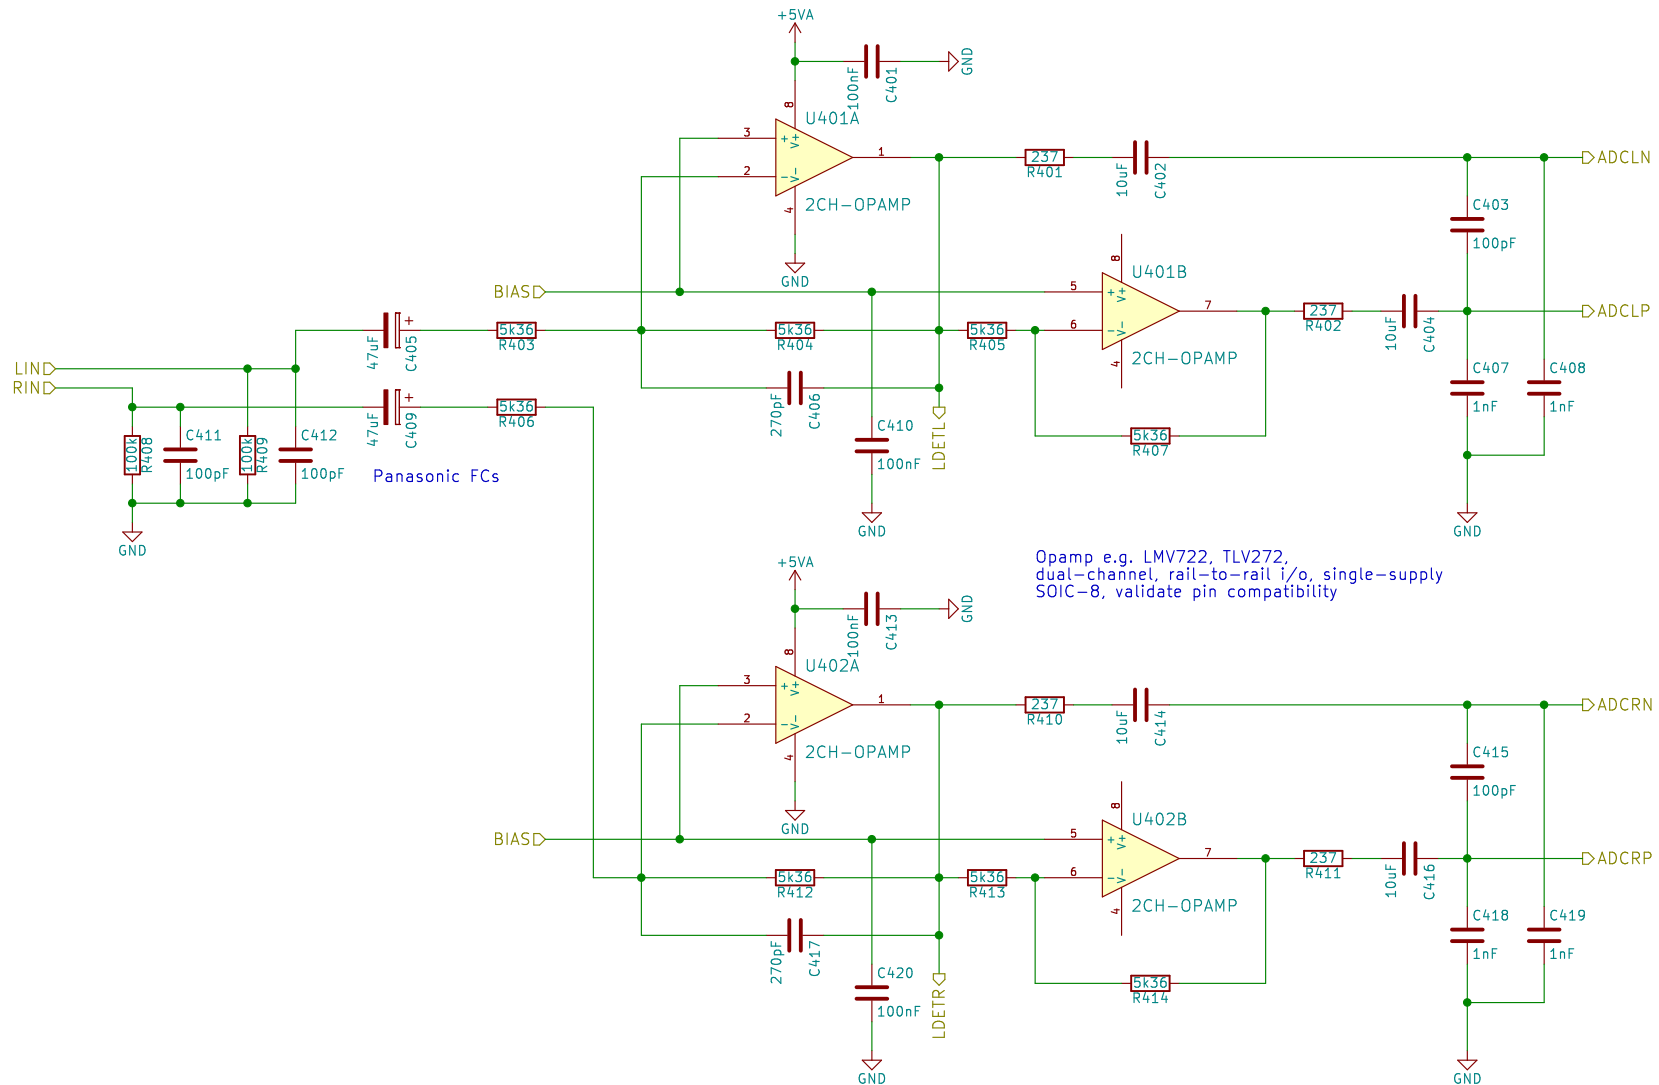 +5VA
100nF
C401
GND
8
U401A
3
+
V+
1
2
-
V-
4
2CH-OPAMP
GND
237
R401
10uF
C402
ADCLN
C403
100pF
BIAS
8
U401B
5
+
V+
7
6
-
V-
4
2CH-OPAMP
237
R402
10uF
C404
ADCLP
LIN
RIN
47uF
C405
+
5k36
R403
5k36
R404
5k36
R405
47uF
C409
+
5k36
R406
270pF
C406
LDETL
C410
100nF
GND
5k36
R407
C407
1nF
C408
1nF
GND
100k
R408
C411
100pF
100k
R409
C412
100pF
GND
Panasonic FCs
Opamp e.g. LMV722, TLV272,
dual-channel, rail-to-rail i/o, single-supply
SOIC-8, validate pin compatibility
+5VA
100nF
C413
GND
8
U402A
3
+
V+
1
2
-
V-
4
2CH-OPAMP
GND
237
R410
10uF
C414
ADCRN
C415
100pF
BIAS
8
U402B
5
+
V+
7
6
-
V-
4
2CH-OPAMP
237
R411
10uF
C416
ADCRP
5k36
R412
5k36
R413
270pF
C417
LDETR
C420
100nF
GND
5k36
R414
C418
1nF
C419
1nF
GND